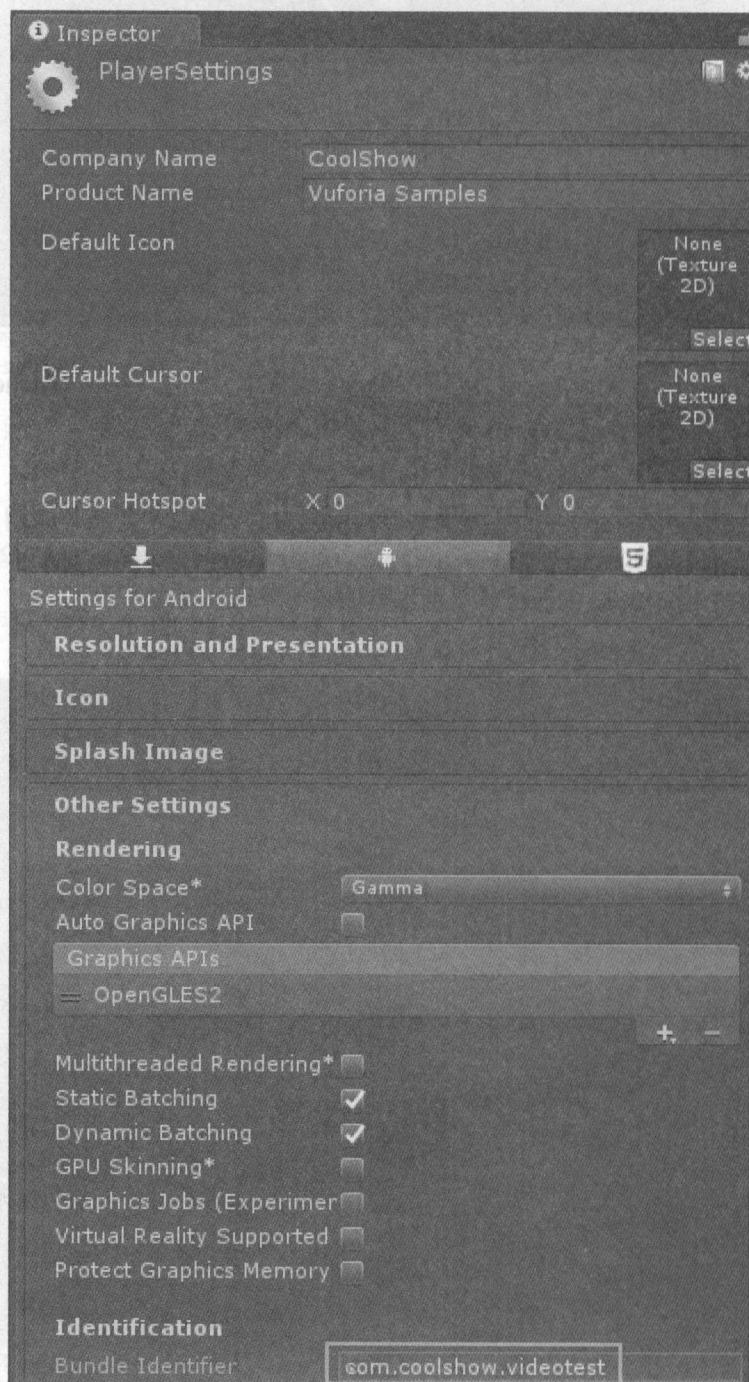 Inspector
PlayerSettings
Company Name CoolShow
Product Name Vuforia Samples
Default Icon None (Texture 2D)
Select
Default Cursor None (Texture 2D)
Select
Cursor Hotspot X 0 Y 0
Settings for Android
Resolution and Presentation
Icon
Splash Image
Other Settings
Rendering
Color Space* Gamma
Auto Graphics API
Graphics APIs
OpenGLES2
Multithreaded Rendering*
Static Batching
Dynamic Batching
GPU Skinning*
Graphics Jobs (Experimer
Virtual Reality Supported
Protect Graphics Memory
Identification
Bundle Identifier com.coolshow.videotest